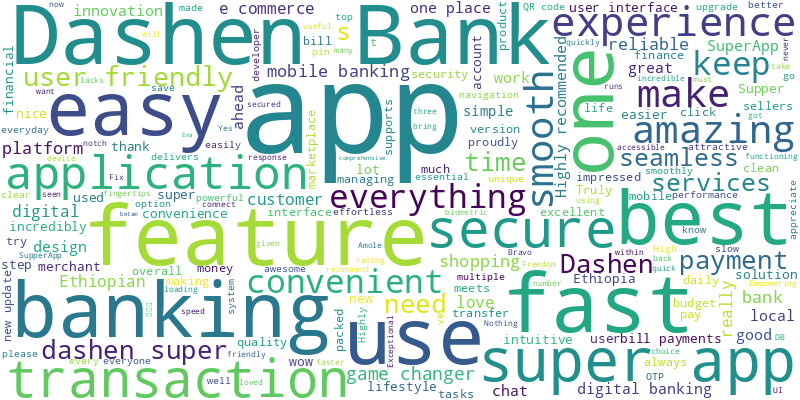 now
made
top
QR code
user interface
upgrade
better
innovation
Dashen Bank
e commerce
one place
experience
financial
s
will
useful
bill
t
pin
many
product
developer
reliable
SuperApp
user friendly
mobile banking
security
account
work
finance
quickly
great
keep
never
want
lacks
save
app
navigation
incredible
must
take
go
easy
ahead
supports
simple
smooth
Highly recommended
one
life
runs
make
Supper
nice
secured
three
version
easier
click
sellers
everyday
Yes
Ena
bring
proudly
got
amazing
platform
notch
thank
easily
marketplace
time
accessible
attractive
device
delivers
response
comprehensive
much
essential
impressed
smoothly
functioning
application
Fix
fingertips
lot
managing
unique
Truly
using
seamless
clean
clear
seen
used
super
powerful
connect
customer
everything
services
digital
option
convenience
interface
effortless
secure
excellent
mobile
performance
appreciate
incredibly
betam
biometric
best
try
design
feature
shopping
know
slow
SupperApp
given
Amole
Bravo
within
High
back
quick
step
merchant
overall
rating
Dashen
payment
Ethiopian
money
awesome
recommend
convenient
multiple
Freedom
Ethiopia
solution
new update
making
system
new
need
meets
love
fast
number
daily
Empowering
loading
packed
Highly
Exceptional
very
really
budget
bank
banking
speed
faster
use
transfer
Nothing
pay
local
please
quality
intuitive
userbill payments
good
dashen super
every
everyone
friendly
wow
super app
choice
DB
transaction
well
loved
game changer
lifestyle
tasks
chat
digital banking
always
OTP
UI